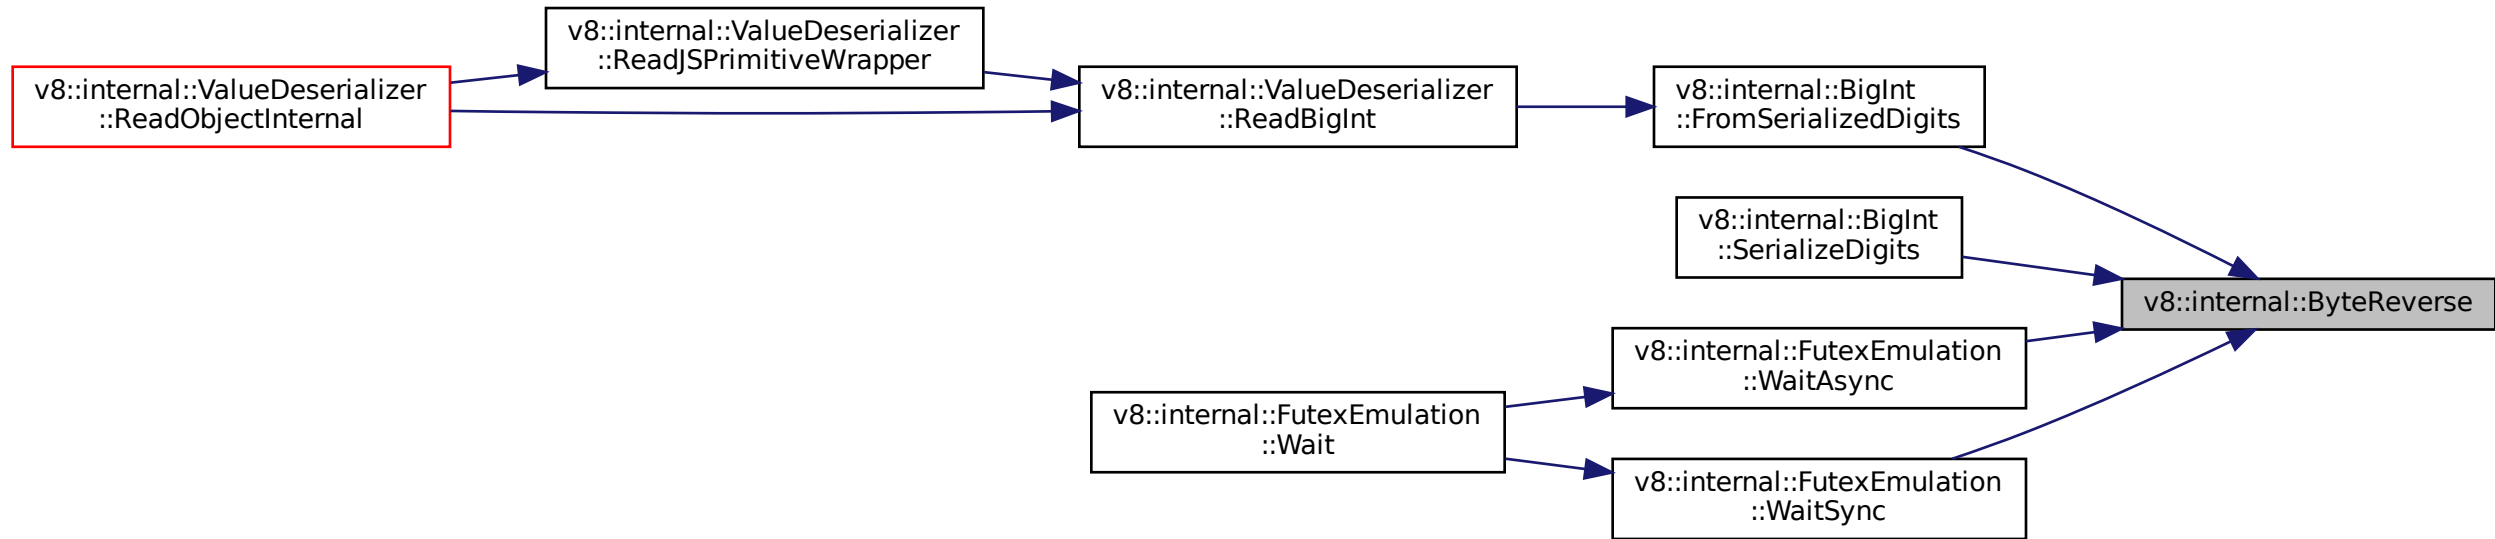 v8::internal::ValueDeserializer
::ReadJSPrimitiveWrapper
v8::internal::ValueDeserializer
::ReadObjectInternal
v8::internal::ValueDeserializer
::ReadBigInt
v8::internal::BigInt
::FromSerializedDigits
v8::internal::BigInt
::SerializeDigits
v8::internal::ByteReverse
v8::internal::FutexEmulation
::WaitAsync
v8::internal::FutexEmulation
::Wait
v8::internal::FutexEmulation
::WaitSync